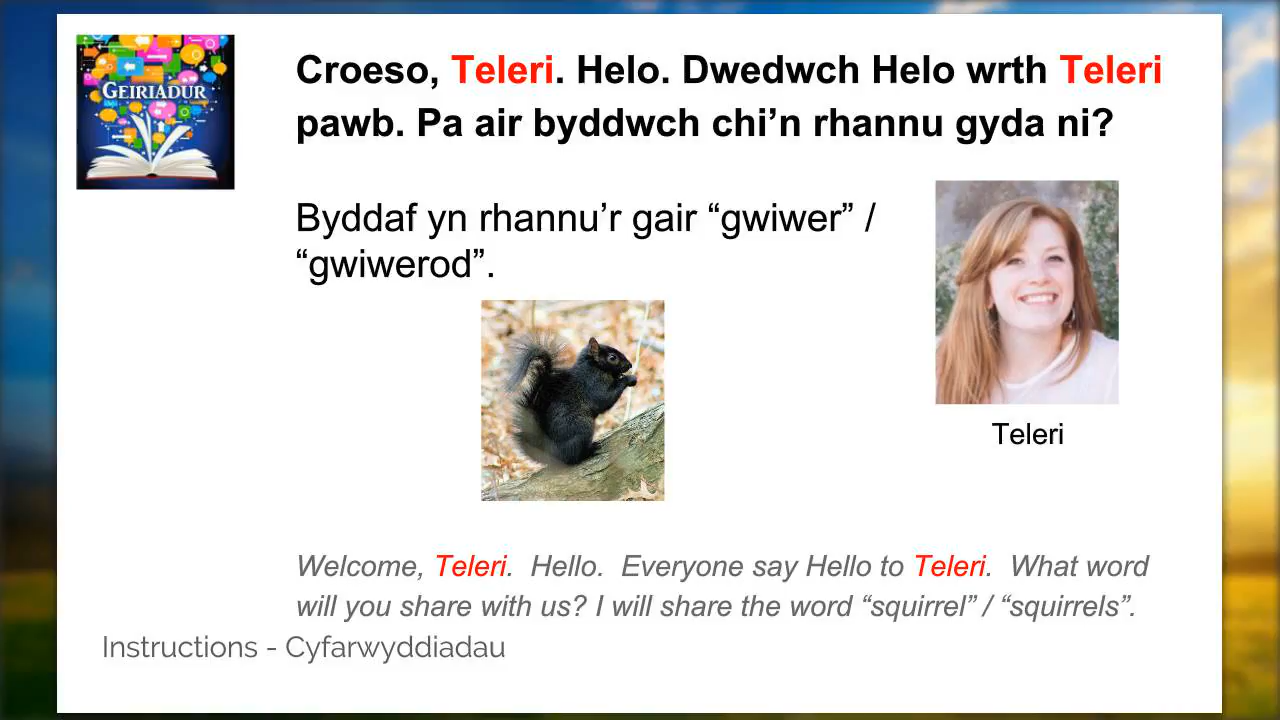 GEIRIADUR
Croeso, Teleri. Helo. Dwedwch Helo wrth Teleri
pawb. Pa air byddwch chi’n rhannu gyda ni?
Byddaf yn rhannu’r gair “gwiwer” /
“gwiwerod”.
Teleri
Welcome, Teleri. Hello. Everyone say Hello to Teleri. What word
will you share with us? I will share the word “squirrel” / “squirrels”.
Instructions - Cyfarwyddiadau